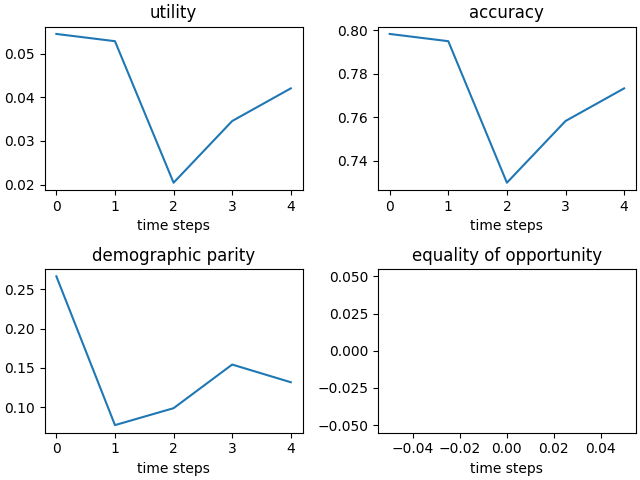 utility
accuracy
0.05
0.04
0.03
0.02
0 1 2 3 4
time steps
0.80
0.78
0.76
0.74
0 1 2 3 4
time steps
demographic parity
equality of opportunity
0.25
0.20
0.15
0.10
0 1 2 3 4
time steps
0.050
0.025
0.000
−0.025
−0.050
−0.04 −0.02 0.00 0.02 0.04
time steps